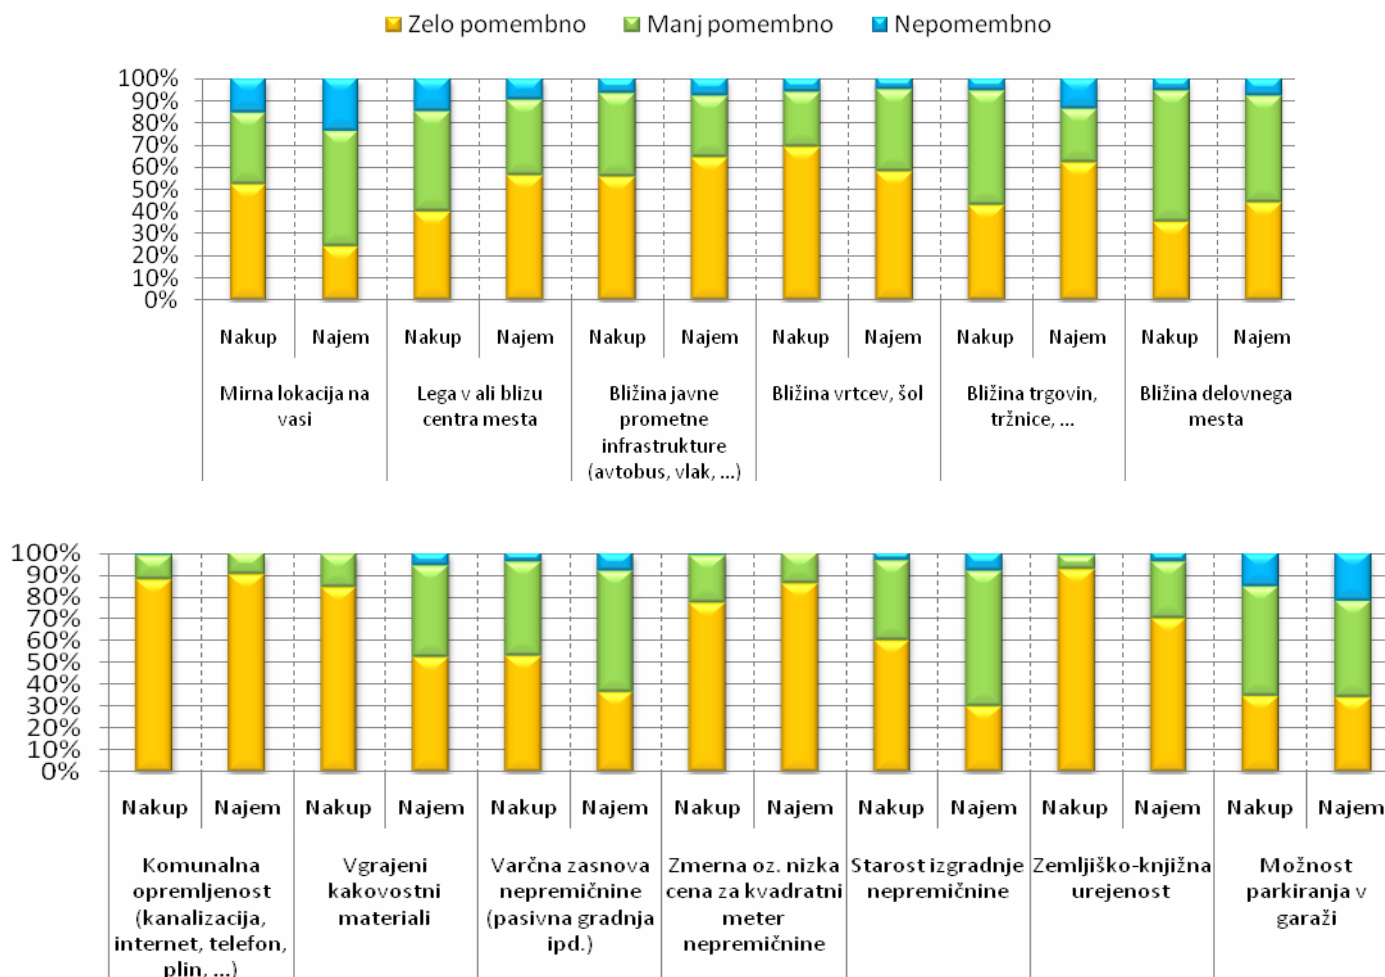 Zelo pomembno Manj pomembno Nepomembno
100%
90%
80%
70%
60%
50%
40%
30%
20%
10%
0%
Nakup Najem Nakup Najem Nakup Najem Nakup Najem Nakup Najem Nakup Najem
Mirna lokacija na
vasi
Lega v ali blizu
centra mesta
Bližina javne
prometne
infrastrukture
(avtobus, vlak, ...)
Bližina vrtcev, šol
Bližina trgovin,
tržnice, ...
Bližina delovnega
mesta
100%
90%
80%
70%
60%
50%
40%
30%
20%
10%
0%
Nakup Najem Nakup Najem Nakup Najem Nakup Najem Nakup Najem Nakup Najem Nakup Najem
Komunalna
opremljenost
(kanalizacija,
internet, telefon,
plin, ...)
Vgrajeni
kakovostni
materiali
Varčna zasnova
nepremičnine
(pasivna gradnja
ipd.)
Zmerna oz. nizka
cena za kvadratni
meter
nepremičnine
Starost izgradnje
nepremičnine
Zemljiško-knjižna
urejenost
Možnost
parkiranja v
garaži